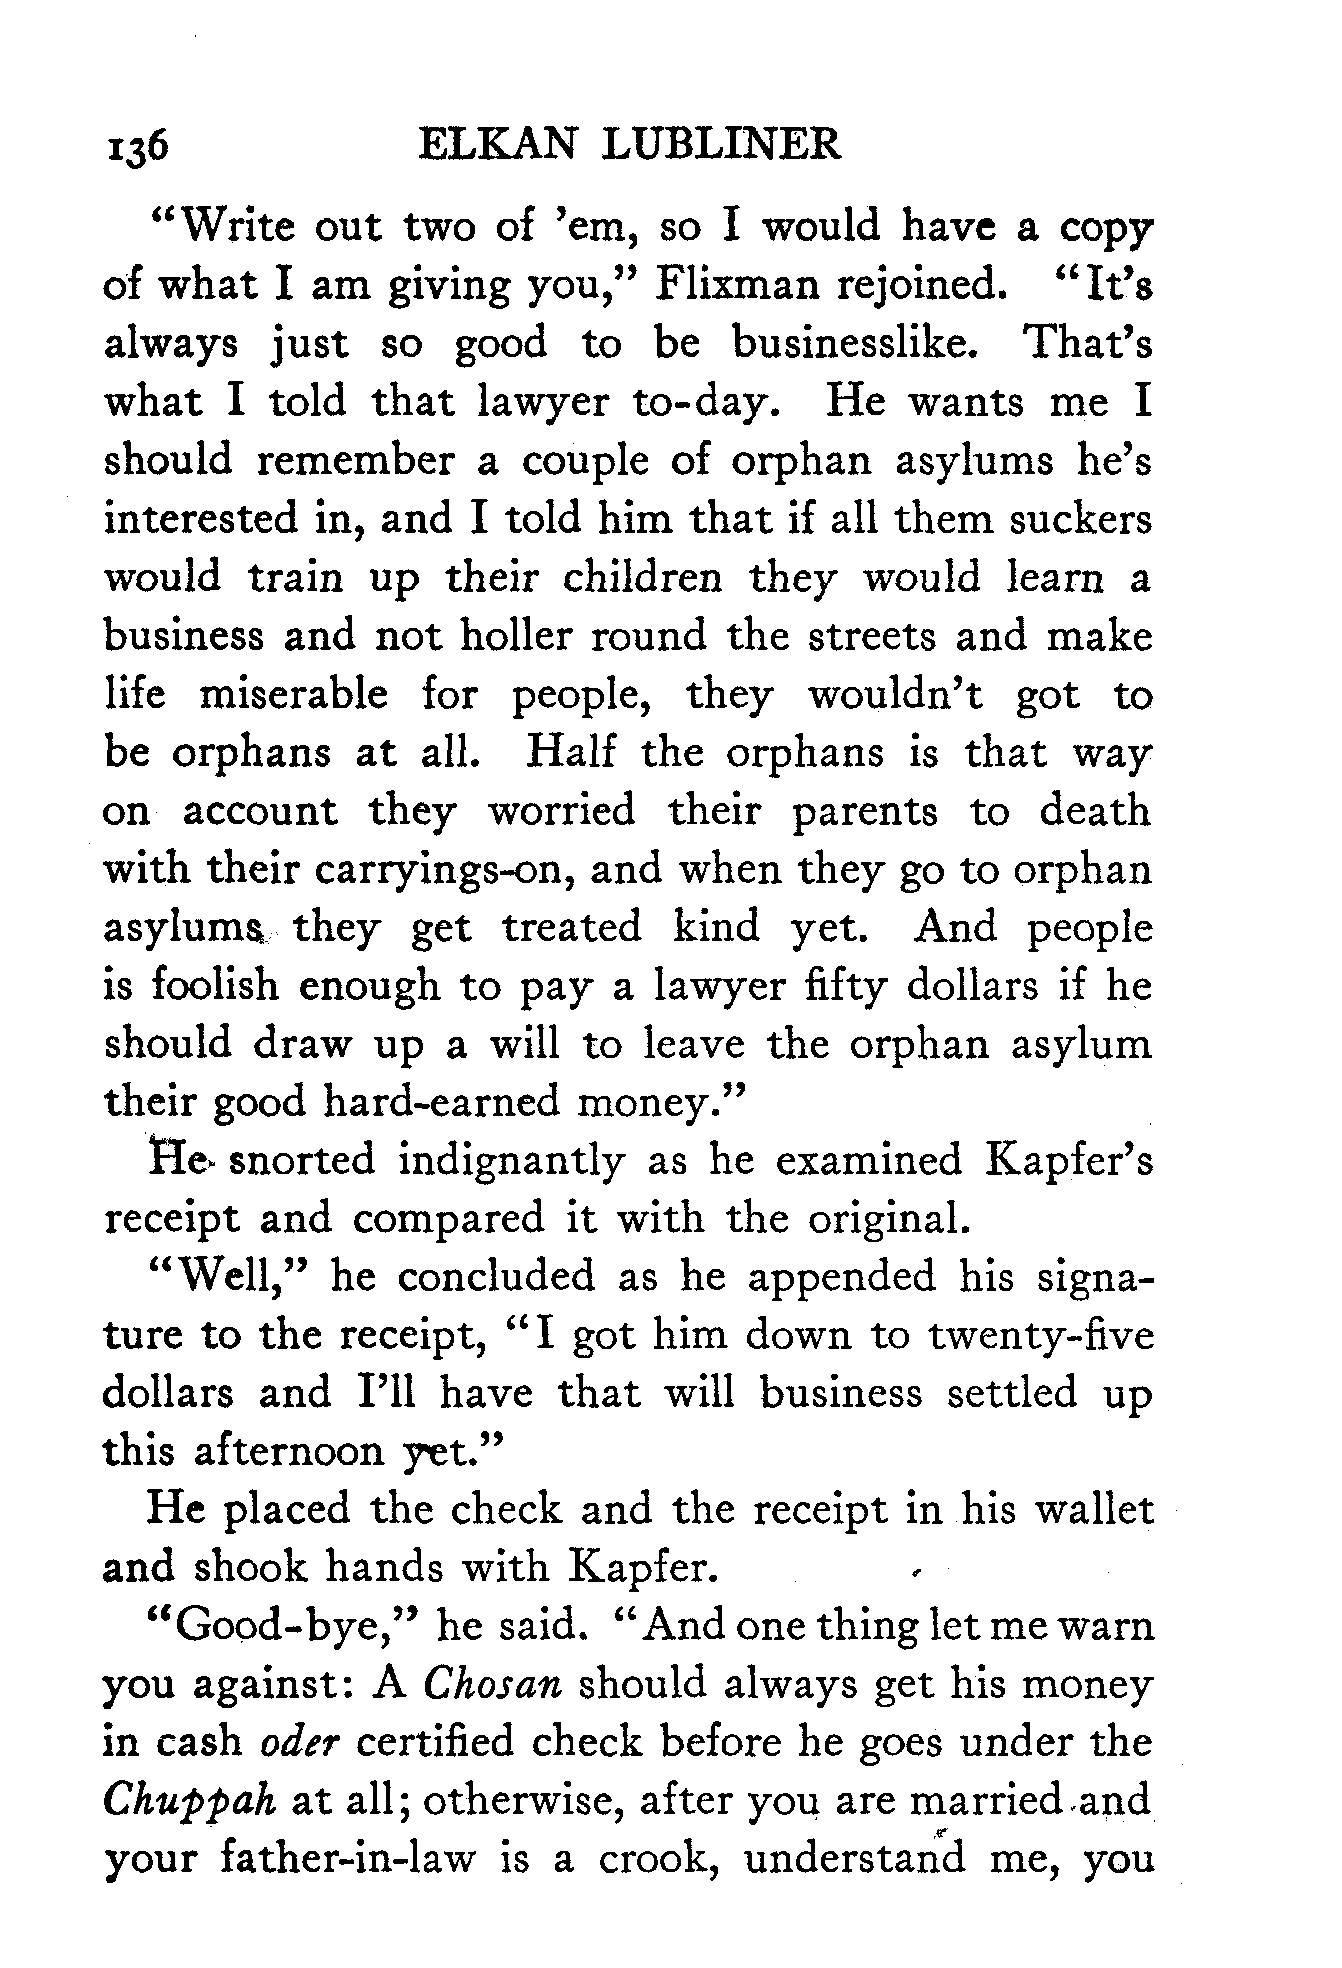 136 ELKAN LUBLINER
"Write out two of 'em, so I would have a copy
of what I am giving you," Flixman rejoined. "It's
always just so good to be businesslike. That's
what I told that lawyer to-day. He wants me I
should remember a couple of orphan asylums he's
interested in, and I told him that if all them suckers
would train up their children they would learn a
business and not holler round the streets and make
life miserable for people, they wouldn't got to
be orphans at all. Half the orphans is that way
on account they worried their parents to death
with their carryings-on, and when they go to orphan
asylums they get treated kind yet. And people
is foolish enough to pay a lawyer fifty dollars if he
should draw up a will to leave the orphan asylum
their good hard-earned money."
He snorted indignantly as he examined Kapfer's
receipt and compared it with the original.
"Well," he concluded as he appended his signa-
ture to the receipt, "I got him down to twenty-five
dollars and I'll have that will business settled up
this afternoon yet."
He placed the check and the receipt in his wallet
and shook hands with Kapfer.
"Good-bye," he said. "And one thing let me warn
you against: A Chosan should always get his money
in cash oder certified check before he goes under the
Chuppah at all; otherwise, after you are married and
your father-in-law is a crook, understand me, you